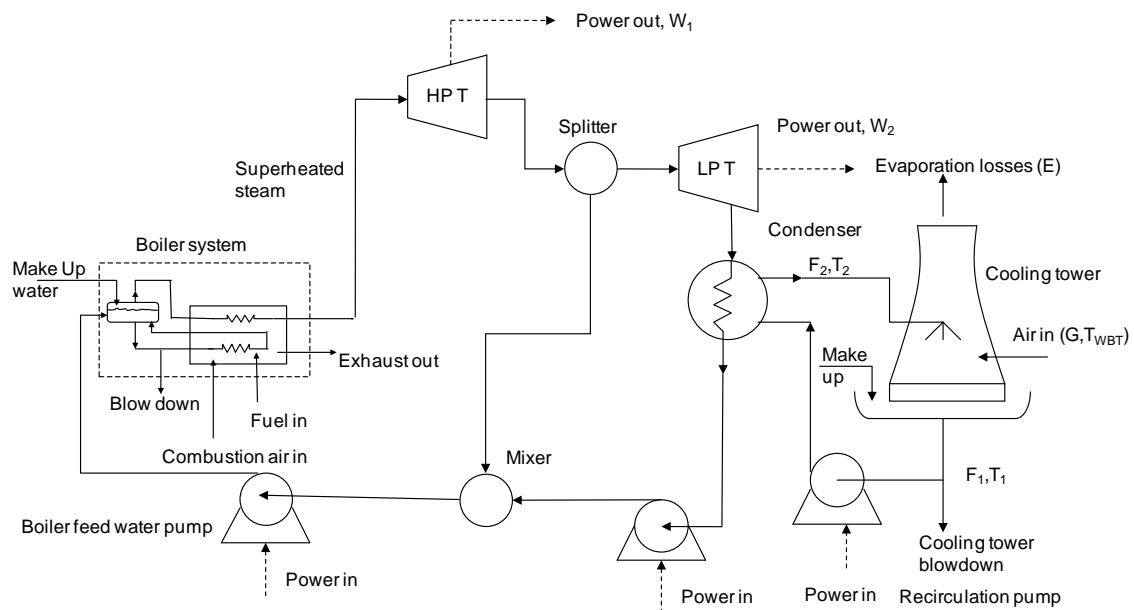 Power out, W1
HP T
Splitter
Power out, W2
LP T
Evaporation losses (E)
Superheated
steam
Condenser
Boiler system
Make Up
water
F2,T2
Cooling tower
Air in (G,TWBT)
Exhaust out
Make
up
Blow down
Fuel in
Combustion air in
Mixer
F1,T1
Boiler feed water pump
Cooling tower
blowdown
Power in
Power in
Power in
Recirculation pump